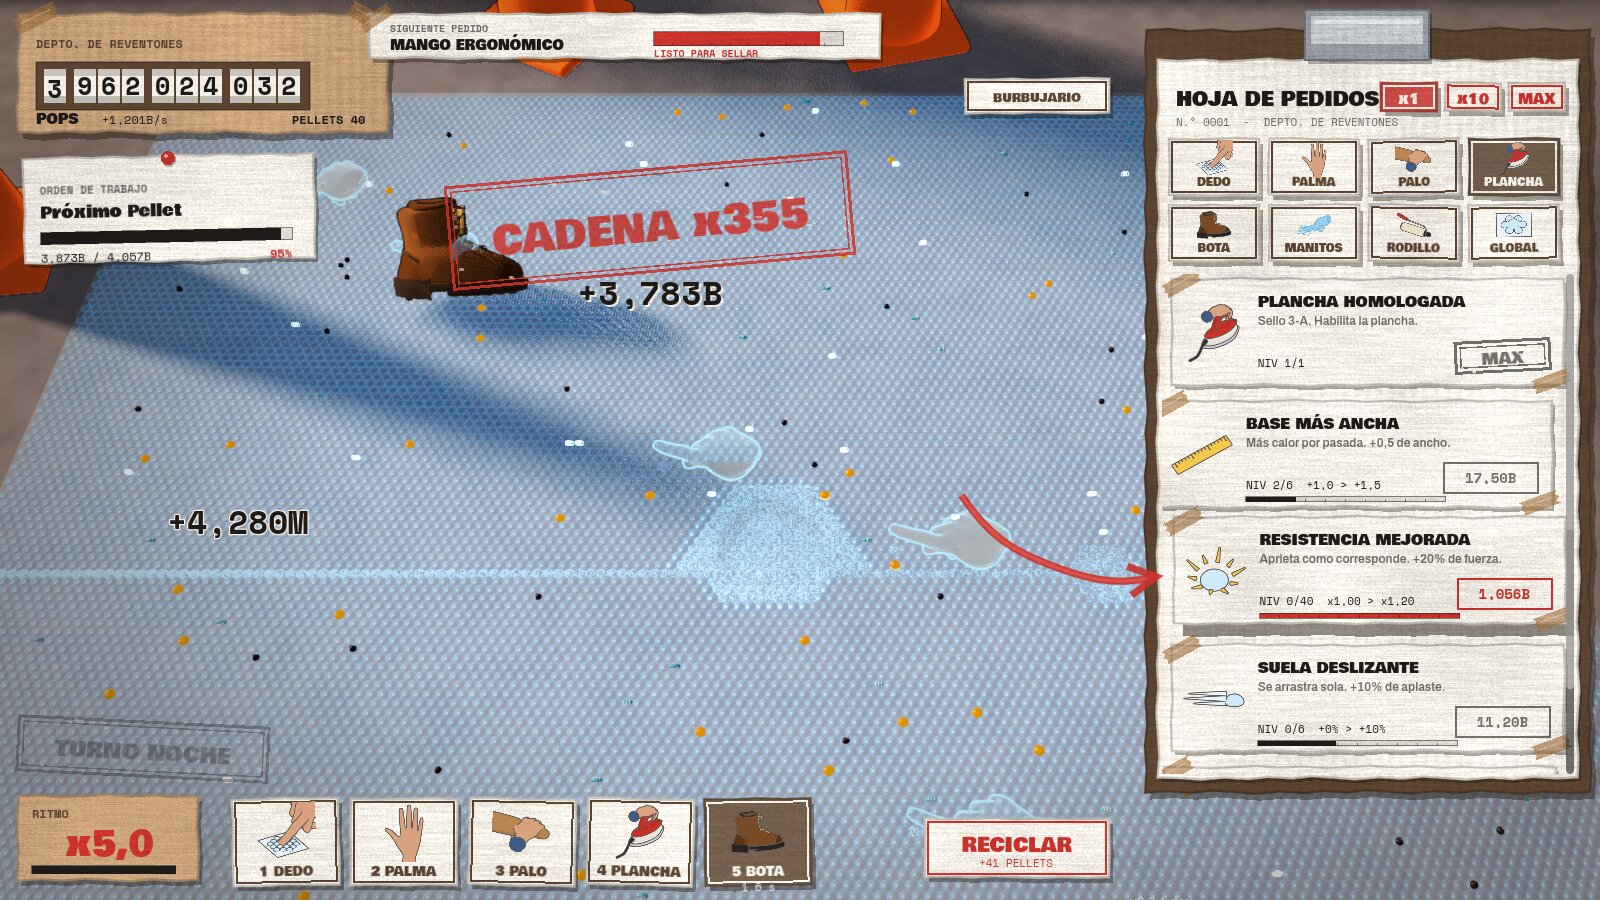 DEPTO. DE REVENTONES
3 962 024 032
POPS +1,201B/s PELLETS 40
SIGUIENTE PEDIDO
MANGO ERGONÓMICO
LISTO PARA SELLAR
BURBUJARIO
ORDEN DE TRABAJO
Próximo Pellet
3,873B / 4,057B 95%
CADENA x355
+3,783B
+4,280M
TURNO NOCHE
RITMO
x5,0
1 DEDO
2 PALMA
3 PALO
4 PLANCHA
5 BOTA
1,6 s
RECICLAR
+41 PELLETS
HOJA DE PEDIDOS x1 x10 MAX
N.° 0001 - DEPTO. DE REVENTONES
DEDO PALMA PALO PLANCHA
BOTA MANITOS RODILLO GLOBAL
PLANCHA HOMOLOGADA
Sello 3-A. Habilita la plancha.
NIV 1/1 MAX
BASE MÁS ANCHA
Más calor por pasada. +0,5 de ancho.
NIV 2/6 +1,0 > +1,5 17,50B
RESISTENCIA MEJORADA
Aprieta como corresponde. +20% de fuerza.
NIV 0/40 x1,00 > x1,20 1,056B
SUELA DESLIZANTE
Se arrastra sola. +10% de aplaste.
NIV 0/6 +0% > +10% 11,20B